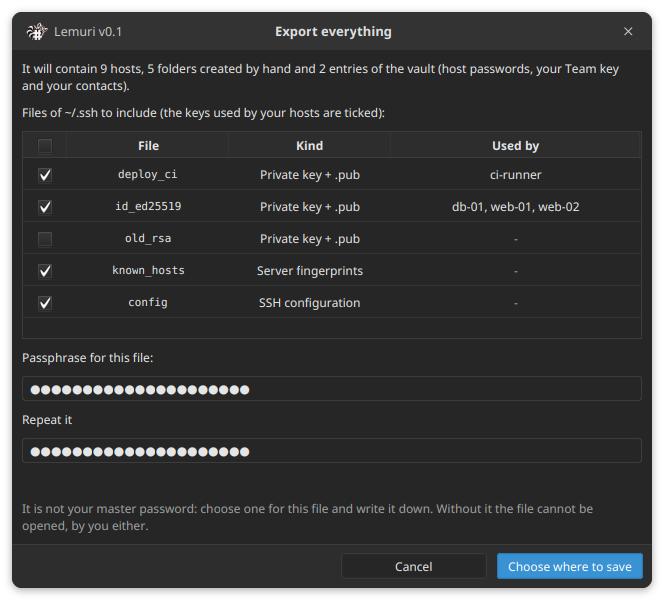 Lemuri v0.1
Export everything
It will contain 9 hosts, 5 folders created by hand and 2 entries of the vault (host passwords, your Team key
and your contacts).
Files of ~/.ssh to include (the keys used by your hosts are ticked):
File Kind Used by
deploy_ci Private key + .pub ci-runner
id_ed25519 Private key + .pub db-01, web-01, web-02
old_rsa Private key + .pub -
known_hosts Server fingerprints -
config SSH configuration -
Passphrase for this file:
●●●●●●●●●●●●●●●●●●●●●
Repeat it
●●●●●●●●●●●●●●●●●●●●●
It is not your master password: choose one for this file and write it down. Without it the file cannot be
opened, by you either.
Cancel Choose where to save